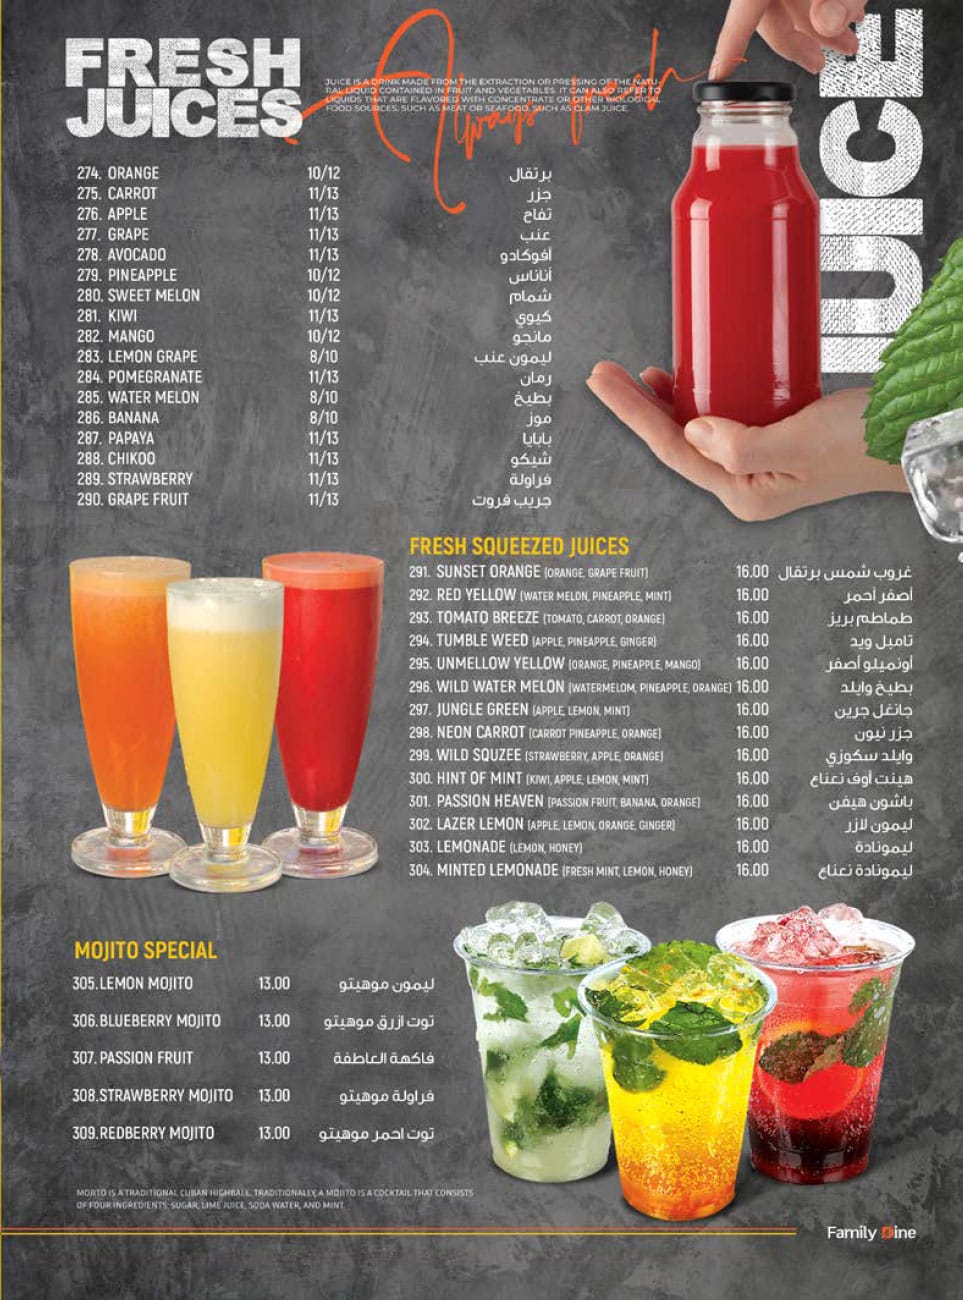 FRESH
JUICES
Always fresh
JUICE IS A DRINK MADE FROM THE EXTRACTION OR PRESSING OF THE NATU-
RAL LIQUID CONTAINED IN FRUIT AND VEGETABLES. IT CAN ALSO REFER TO
LIQUIDS THAT ARE FLAVORED WITH CONCENTRATE OR OTHER BIOLOGICAL
FOOD SOURCES, SUCH AS MEAT OR SEAFOOD, SUCH AS CLAM JUICE.
JUICE
274. ORANGE 10/12 برتقال
275. CARROT 11/13 جزر
276. APPLE 11/13 تفاح
277. GRAPE 11/13 عنب
278. AVOCADO 11/13 أفوكادو
279. PINEAPPLE 10/12 أناناس
280. SWEET MELON 10/12 شمام
281. KIWI 11/13 كيوي
282. MANGO 10/12 مانجو
283. LEMON GRAPE 8/10 ليمون عنب
284. POMEGRANATE 11/13 رمان
285. WATER MELON 8/10 بطيخ
286. BANANA 8/10 موز
287. PAPAYA 11/13 بابايا
288. CHIKOO 11/13 شيكو
289. STRAWBERRY 11/13 فراولة
290. GRAPE FRUIT 11/13 جريب فروت
FRESH SQUEEZED JUICES
291. SUNSET ORANGE (ORANGE, GRAPE FRUIT) 16.00 غروب شمس برتقال
292. RED YELLOW (WATER MELON, PINEAPPLE, MINT) 16.00 أصفر أحمر
293. TOMATO BREEZE (TOMATO, CARROT, ORANGE) 16.00 طماطم بريز
294. TUMBLE WEED (APPLE, PINEAPPLE, GINGER) 16.00 تامبل ويد
295. UNMELLOW YELLOW (ORANGE, PINEAPPLE, MANGO) 16.00 أونميلو أصفر
296. WILD WATER MELON (WATERMELOM, PINEAPPLE, ORANGE) 16.00 بطيخ وايلد
297. JUNGLE GREEN (APPLE, LEMON, MINT) 16.00 جانغل جرين
298. NEON CARROT (CARROT PINEAPPLE, ORANGE) 16.00 جزر نيون
299. WILD SQUZEE (STRAWBERRY, APPLE, ORANGE) 16.00 وايلد سكوزي
300. HINT OF MINT (KIWI, APPLE, LEMON, MINT) 16.00 هينت أوف نعناع
301. PASSION HEAVEN (PASSION FRUIT, BANANA, ORANGE) 16.00 باشون هيفن
302. LAZER LEMON (APPLE, LEMON, ORANGE, GINGER) 16.00 ليمون لازر
303. LEMONADE (LEMON, HONEY) 16.00 ليمونادة
304. MINTED LEMONADE (FRESH MINT, LEMON, HONEY) 16.00 ليمونادة نعناع
MOJITO SPECIAL
305.LEMON MOJITO 13.00 ليمون موهيتو
306.BLUEBERRY MOJITO 13.00 توت ازرق موهيتو
307.PASSION FRUIT 13.00 فاكهة العاطفة
308.STRAWBERRY MOJITO 13.00 فراولة موهيتو
309.REDBERRY MOJITO 13.00 توت احمر موهيتو
MOJITO IS A TRADITIONAL CUBAN HIGHBALL. TRADITIONALLY, A MOJITO IS A COCKTAIL THAT CONSISTS
OF FOUR INGREDIENTS: SUGAR, LIME JUICE, SODA WATER, AND MINT
Family Dine